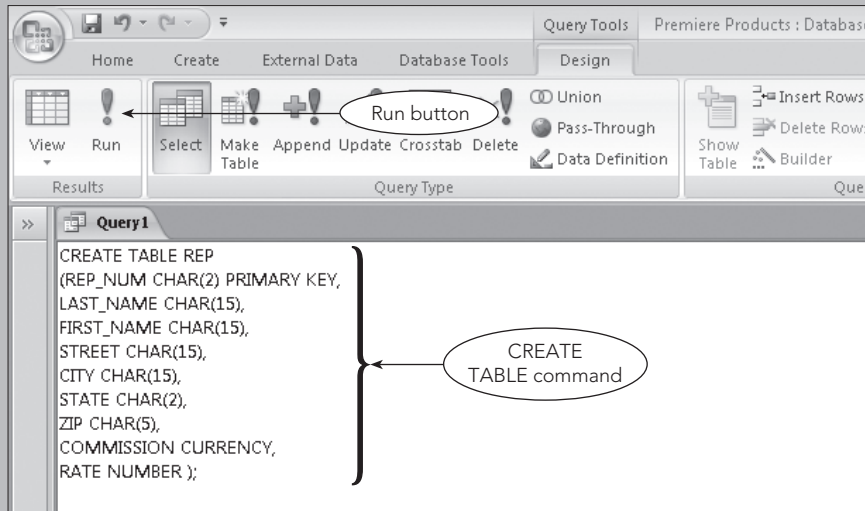 Query Tools
Premiere Products : Databas
Home Create External Data Database Tools Design
View
Run
Select
Make Table
Append
Update
Crosstab
Delete
Union
Pass-Through
Data Definition
Show Table
Insert Rows
Delete Row
Builder
Results
Query Type
Que
Run button
Query1
CREATE TABLE REP
(REP_NUM CHAR(2) PRIMARY KEY,
LAST_NAME CHAR(15),
FIRST_NAME CHAR(15),
STREET CHAR(15),
CITY CHAR(15),
STATE CHAR(2),
ZIP CHAR(5),
COMMISSION CURRENCY,
RATE NUMBER );
CREATE
TABLE command